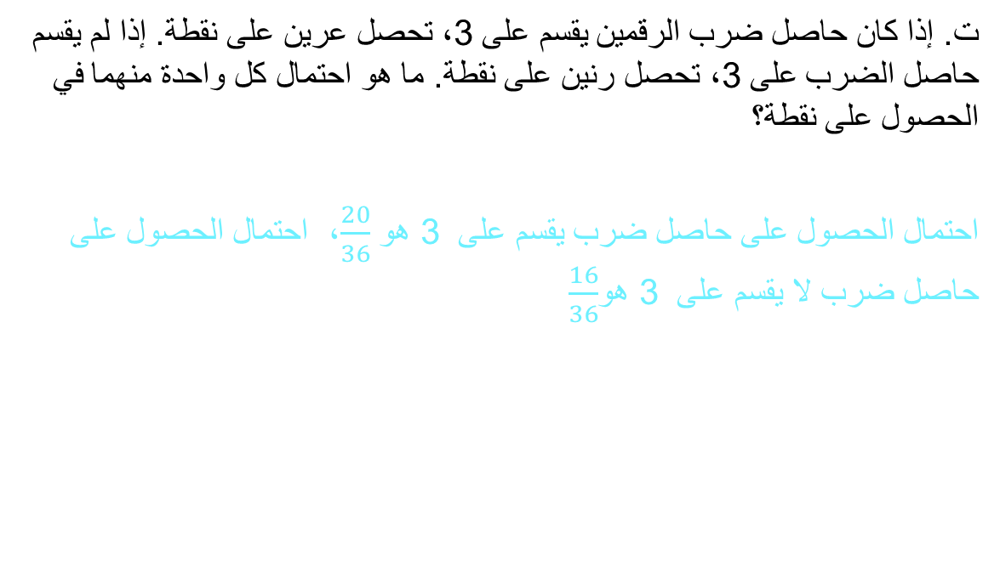 ت. إذا كان حاصل ضرب الرقمين يقسم على 3، تحصل عرين على نقطة. إذا لم يقسم
حاصل الضرب على 3، تحصل رنين على نقطة. ما هو احتمال كل واحدة منهما في
الحصول على نقطة؟
احتمال الحصول على حاصل ضرب يقسم على 3 هو 20/36، احتمال الحصول على
حاصل ضرب لا يقسم على 3 هو 16/36